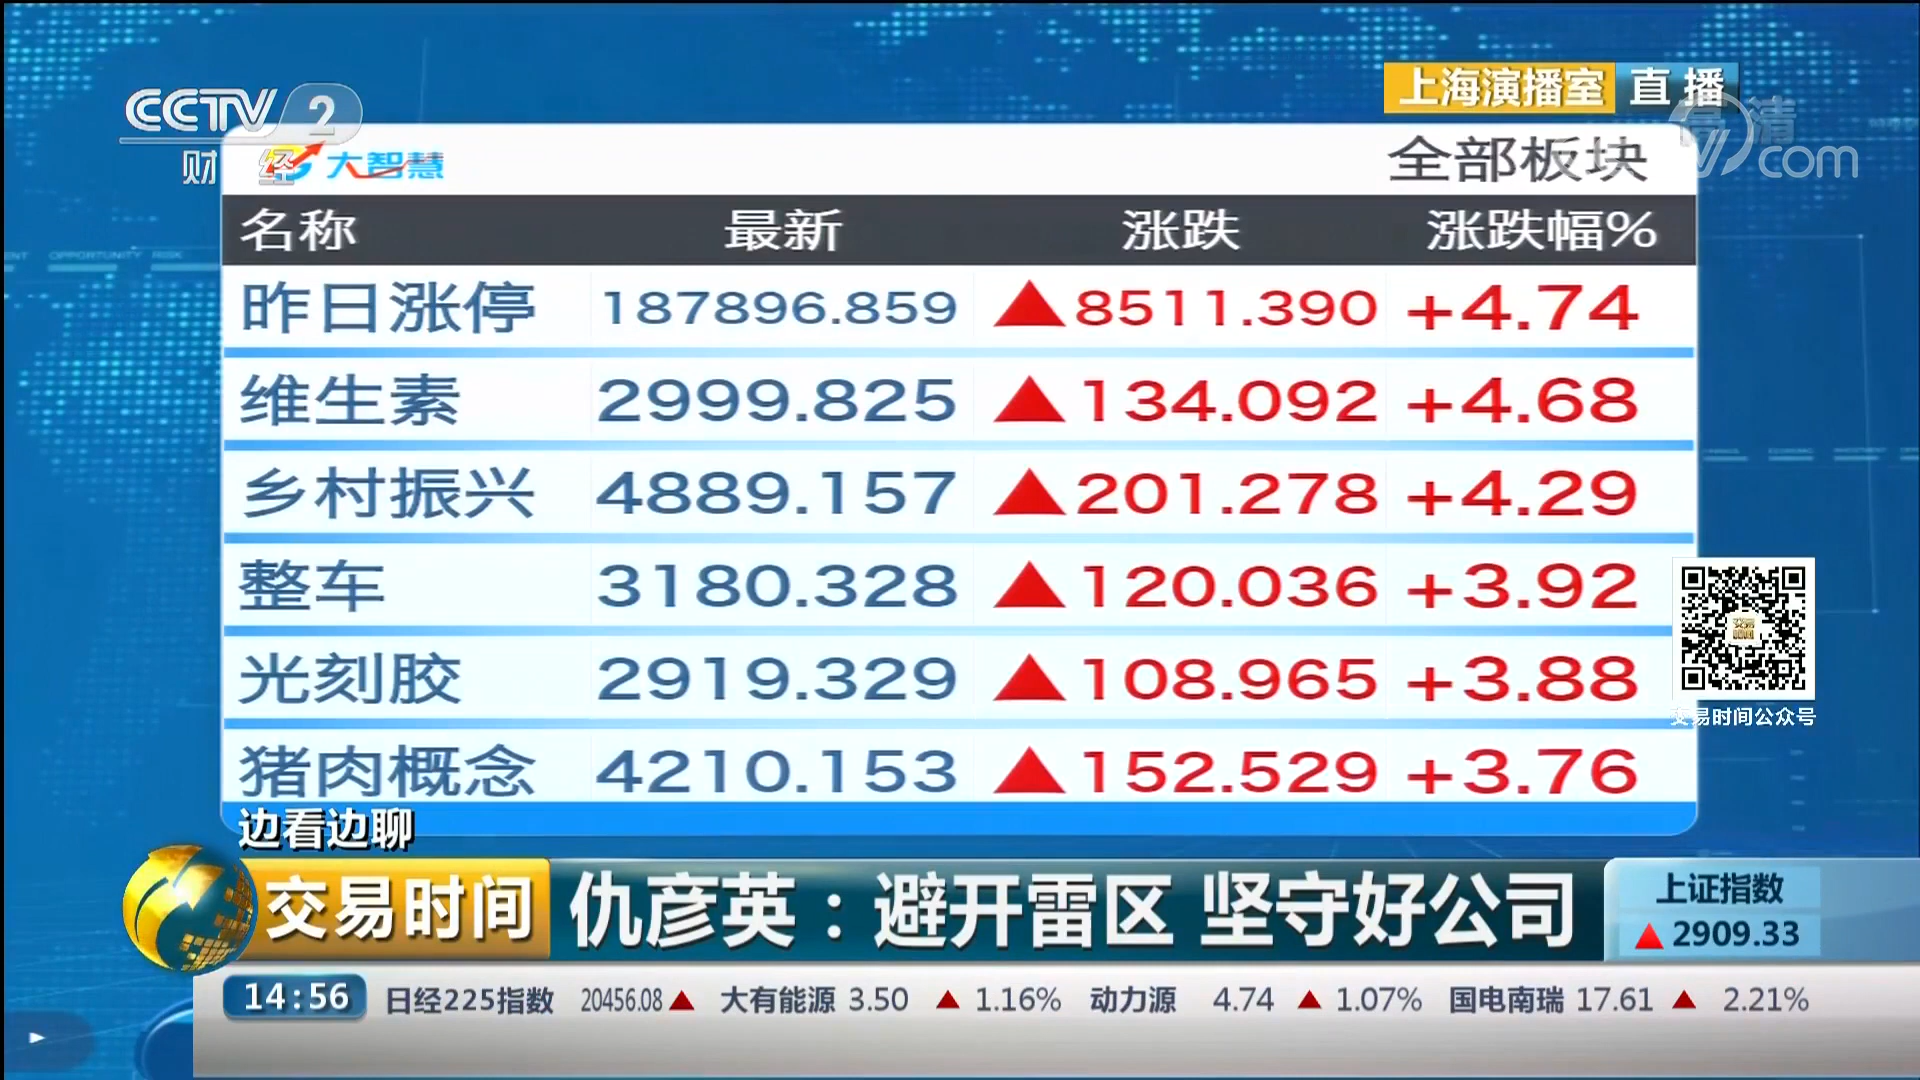 上海演播室 直播
CCTV 2
财经
大智慧
全部板块
高清
com
名称 最新 涨跌 涨跌幅%
昨日涨停 187896.859 ▲8511.390 +4.74
维生素 2999.825 ▲134.092 +4.68
乡村振兴 4889.157 ▲201.278 +4.29
整车 3180.328 ▲120.036 +3.92
光刻胶 2919.329 ▲108.965 +3.88
猪肉概念 4210.153 ▲152.529 +3.76
交易时间公众号
边看边聊
交易时间 仇彦英：避开雷区 坚守好公司
上证指数
▲2909.33
14:56 日经225指数 20456.08▲ 大有能源 3.50 ▲ 1.16% 动力源 4.74 ▲ 1.07% 国电南瑞 17.61 ▲ 2.21%
OPPORTUNITY RISK